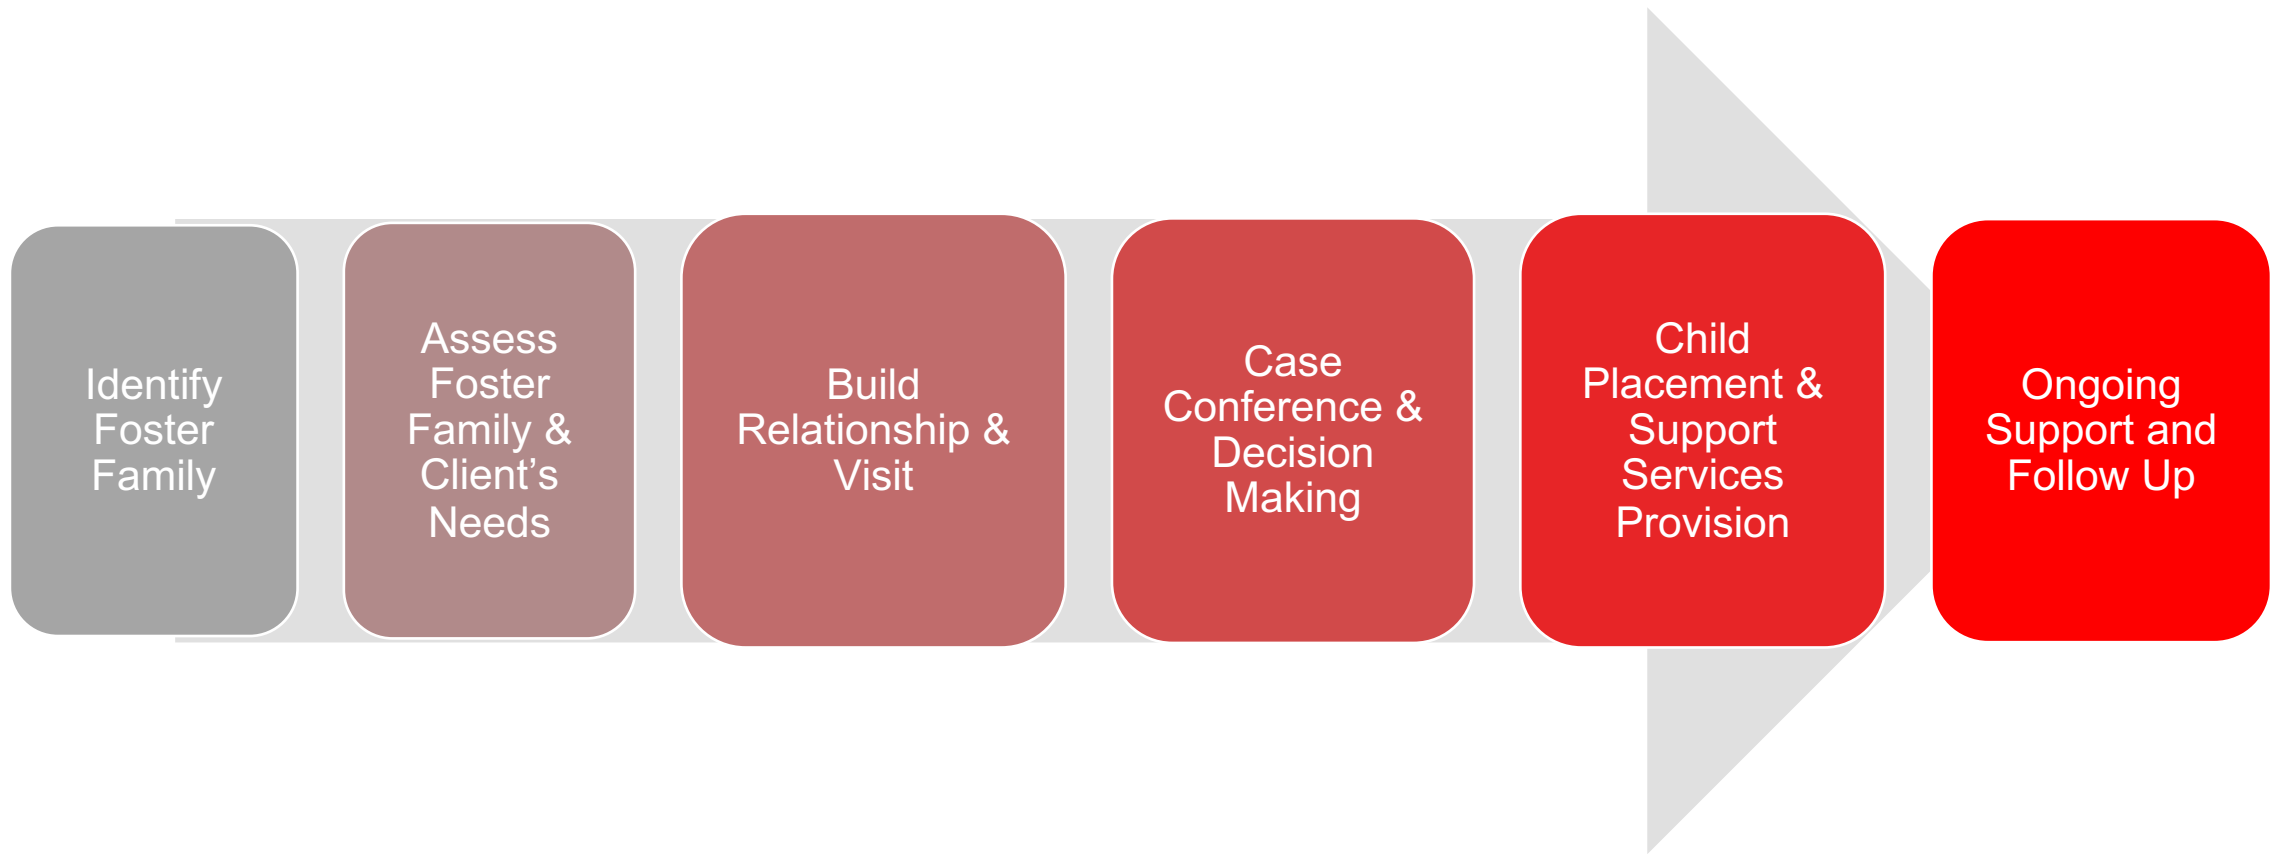 Identify
Foster
Family
Assess
Foster
Family &
Client’s
Needs
Build
Relationship &
Visit
Case
Conference &
Decision
Making
Child
Placement &
Support
Services
Provision
Ongoing
Support and
Follow Up